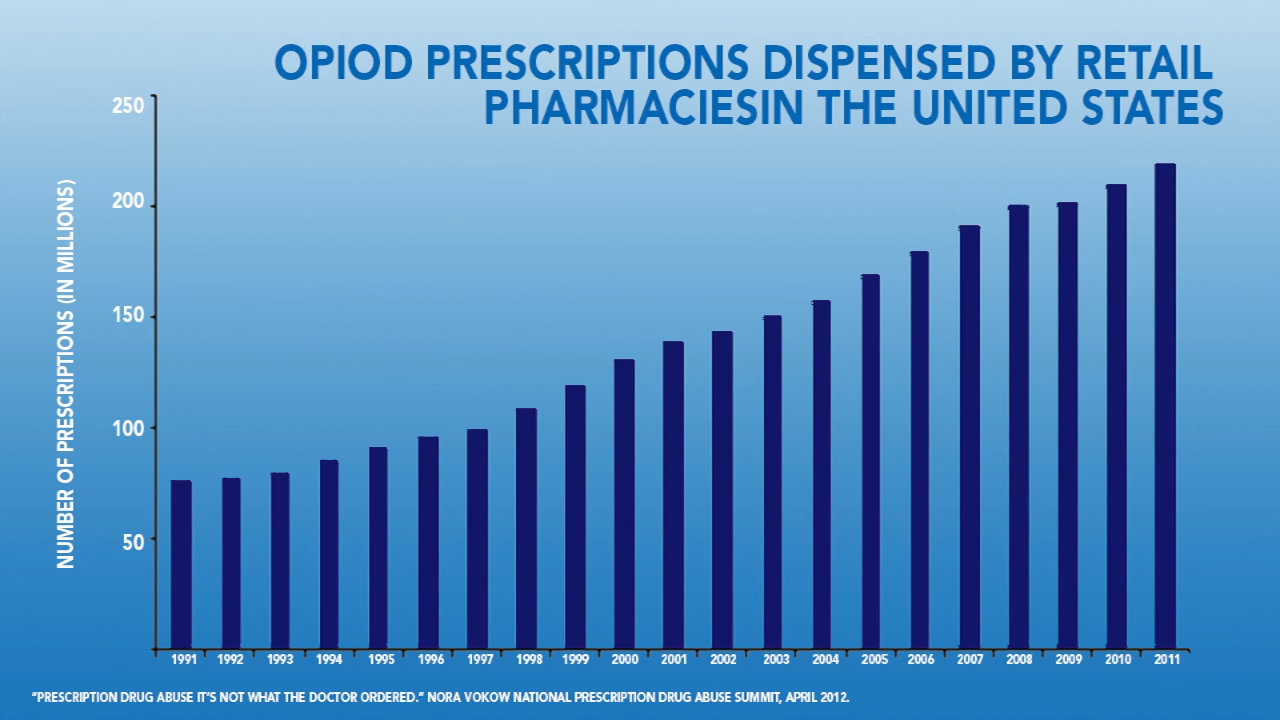 OPIOD PRESCRIPTIONS DISPENSED BY RETAIL
PHARMACIESIN THE UNITED STATES
NUMBER OF PRESCRIPTIONS (IN MILLIONS)
250
200
150
100
50
1991 1992 1993 1994 1995 1996 1997 1998 1999 2000 2001 2002 2003 2004 2005 2006 2007 2008 2009 2010 2011
"PRESCRIPTION DRUG ABUSE IT'S NOT WHAT THE DOCTOR ORDERED." NORA VOKOW NATIONAL PRESCRIPTION DRUG ABUSE SUMMIT, APRIL 2012.